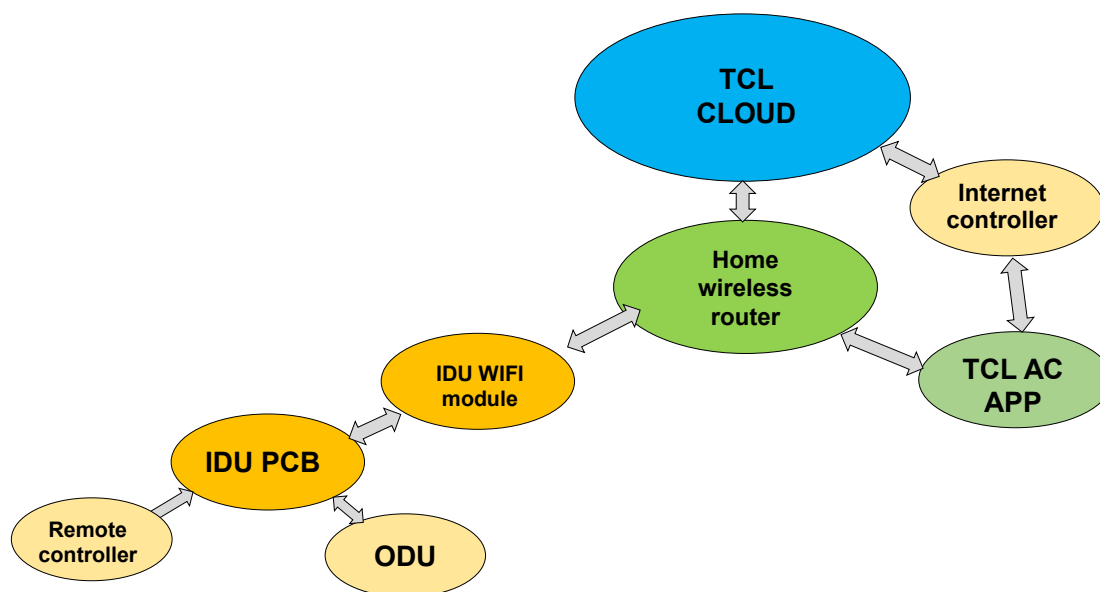 TCL
CLOUD
Internet
controller
Home
wireless
router
IDU WIFI
module
TCL AC
APP
IDU PCB
Remote
controller
ODU